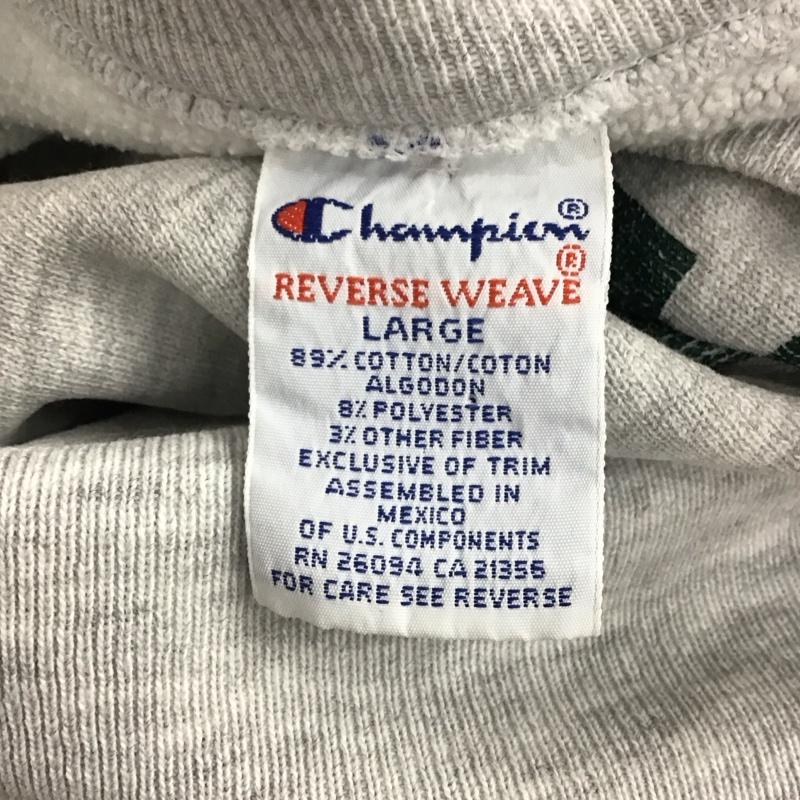 Champion®
®
REVERSE WEAVE
LARGE
89% COTTON/COTON
ALGODON
8% POLYESTER
3% OTHER FIBER
EXCLUSIVE OF TRIM
ASSEMBLED IN
MEXICO
OF U.S. COMPONENTS
RN 26094 CA 21356
FOR CARE SEE REVERSE